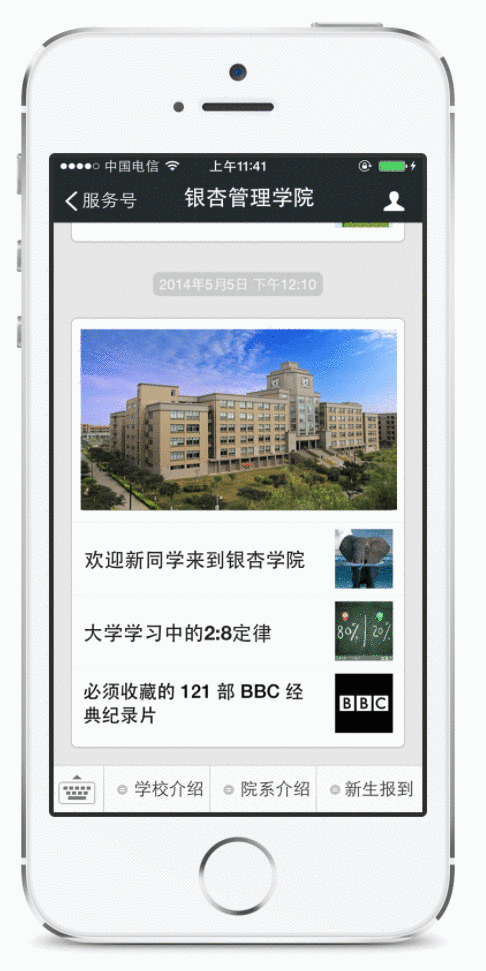 中国电信 上午11:41
服务号 银杏管理学院
2014年5月5日 下午12:10
欢迎新同学来到银杏学院
大学学习中的2:8定律
80% 20%
必须收藏的 121 部 BBC 经
典纪录片
BBC
学校介绍 院系介绍 新生报到